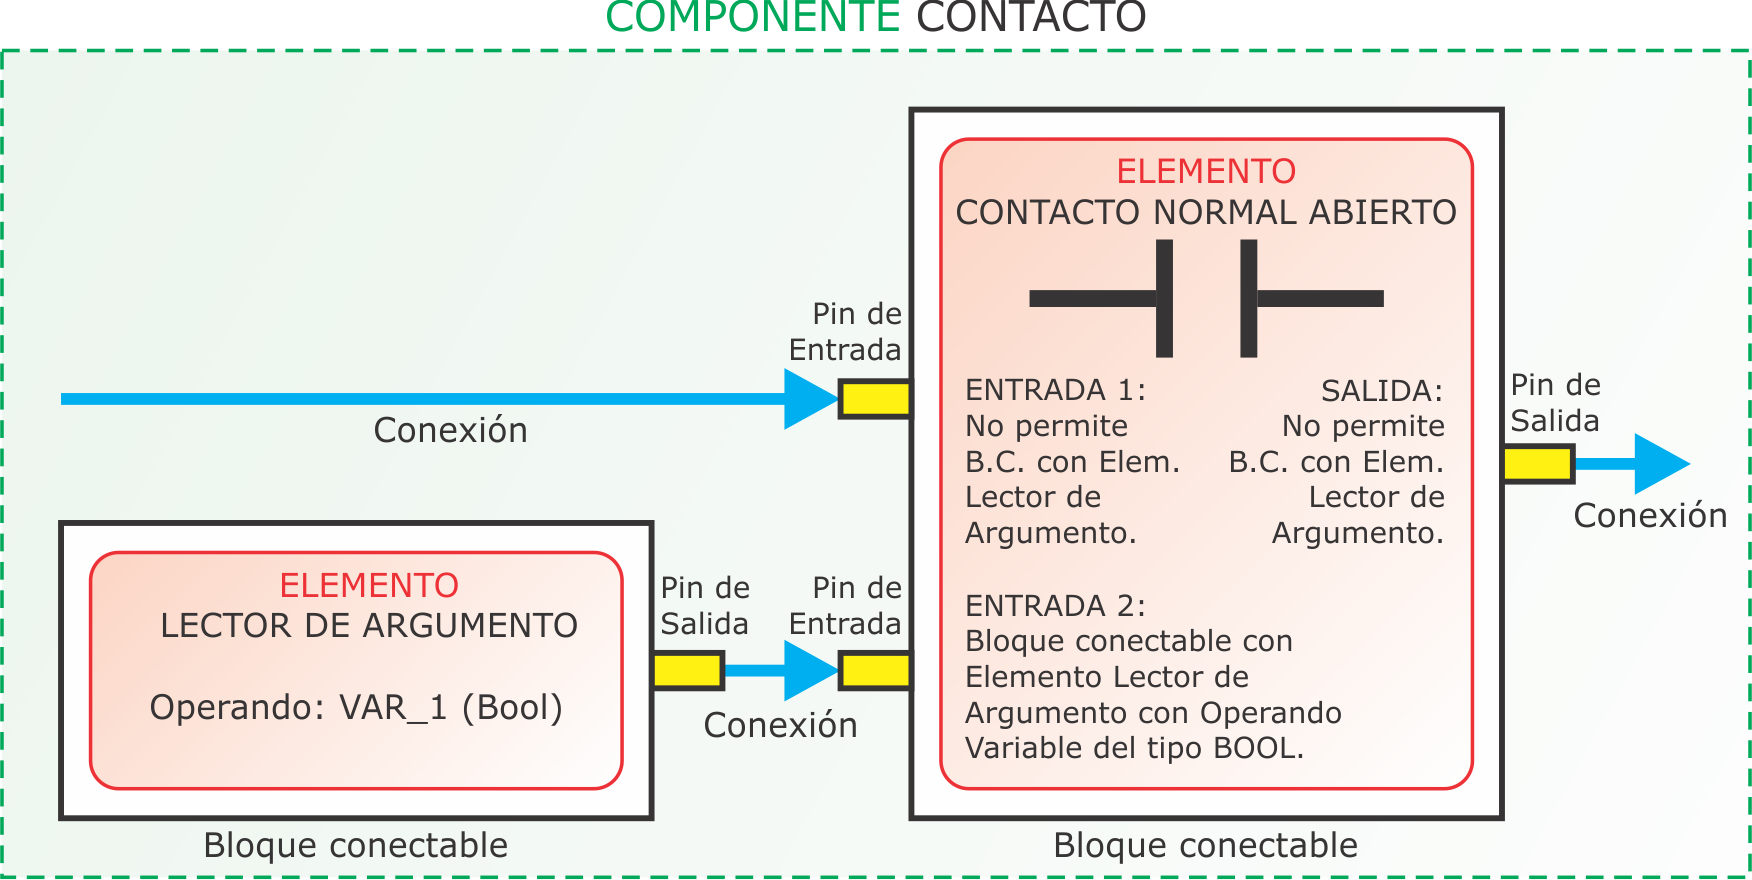 COMPONENTE CONTACTO
ELEMENTO
CONTACTO NORMAL ABIERTO
Pin de
Entrada
Conexión
ENTRADA 1:
No permite
B.C. con Elem.
Lector de
Argumento.
SALIDA:
No permite
B.C. con Elem.
Lector de
Argumento.
Pin de
Salida
Conexión
ELEMENTO
LECTOR DE ARGUMENTO
Operando: VAR_1 (Bool)
Pin de
Salida
Pin de
Entrada
Conexión
ENTRADA 2:
Bloque conectable con
Elemento Lector de
Argumento con Operando
Variable del tipo BOOL.
Bloque conectable
Bloque conectable